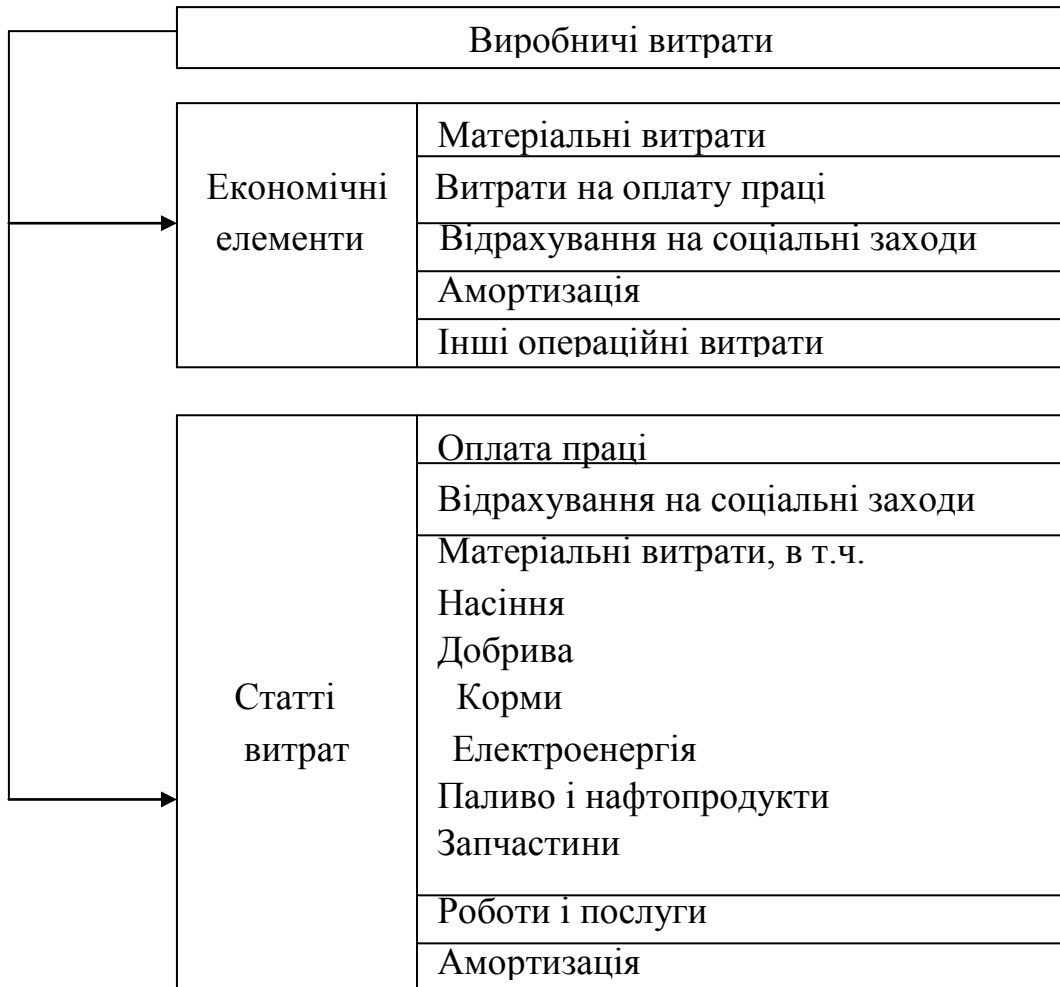 Виробничі витрати
Економічні
елементи
Матеріальні витрати
Витрати на оплату праці
Відрахування на соціальні заходи
Амортизація
Інші операційні витрати
Статті
витрат
Оплата праці
Відрахування на соціальні заходи
Матеріальні витрати, в т.ч.
Насіння
Добрива
Корми
Електроенергія
Паливо і нафтопродукти
Запчастини
Роботи і послуги
Амортизація